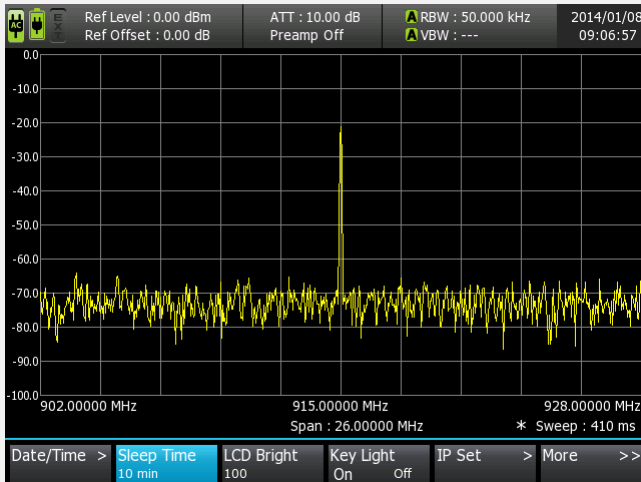 AC EXT Ref Level : 0.00 dBm ATT : 10.00 dB A RBW : 50.000 kHz 2014/01/08
Ref Offset : 0.00 dB Preamp Off A VBW : --- 09:06:57
0.0
-10.0
-20.0
-30.0
-40.0
-50.0
-60.0
-70.0
-80.0
-90.0
-100.0
902.00000 MHz 915.00000 MHz 928.00000 MHz
Span : 26.00000 MHz * Sweep : 410 ms
Date/Time > Sleep Time LCD Bright Key Light IP Set > More >>
10 min 100 On Off